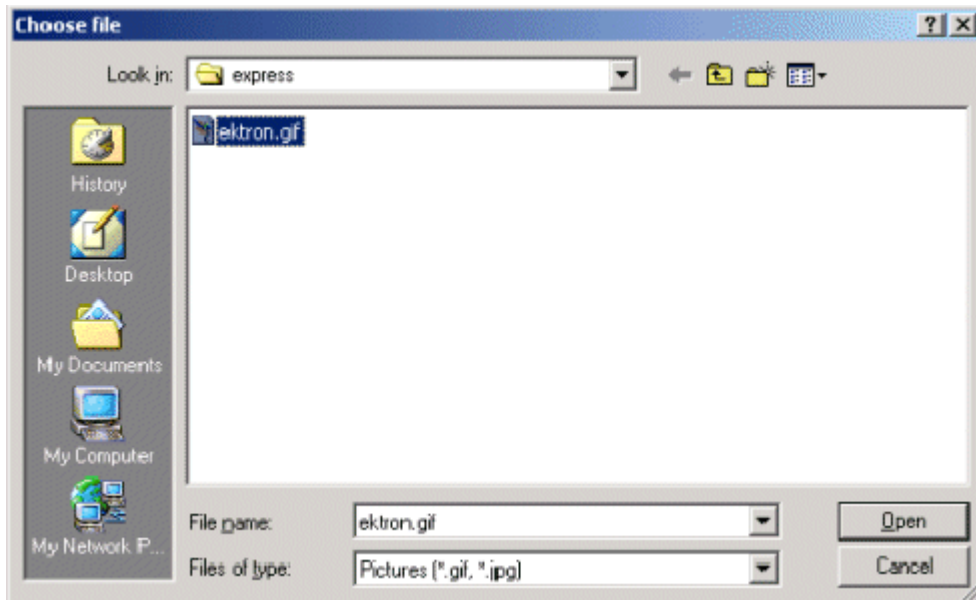 Choose file
Look in: express
ektron.gif
History
Desktop
My Documents
My Computer
My Network P...
File name: ektron.gif Open
Files of type: Pictures (*.gif, *.jpg) Cancel